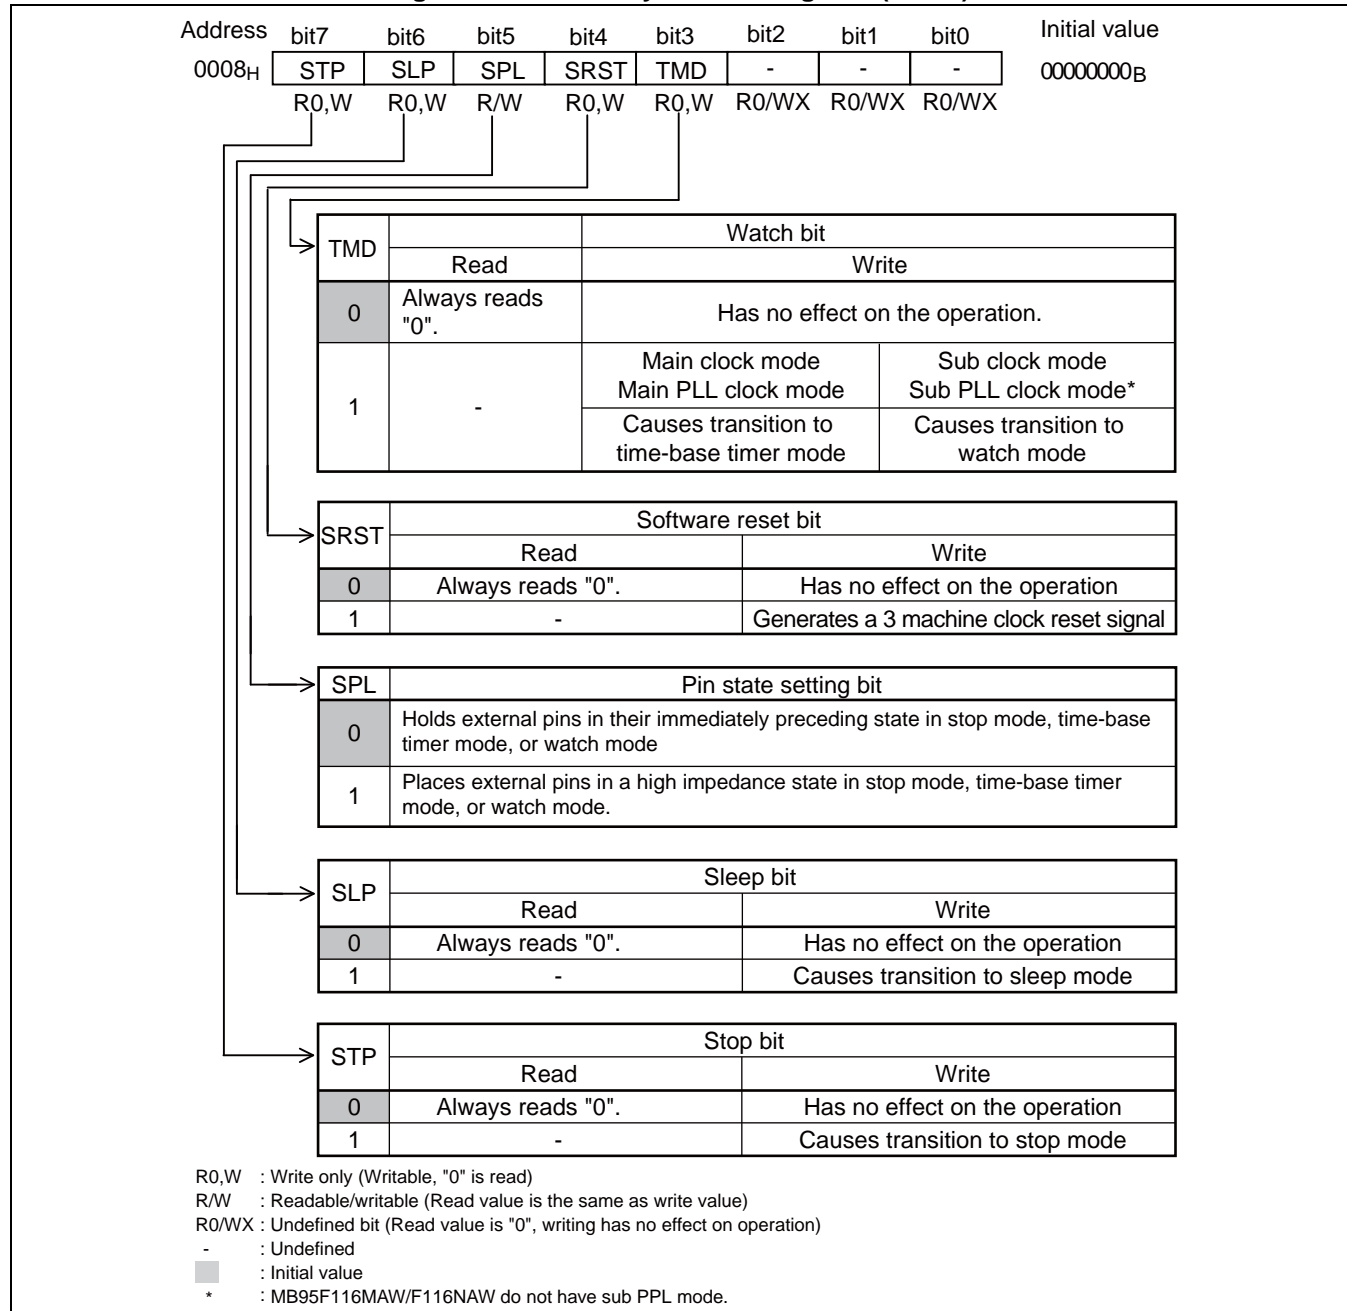 Address bit7 bit6 bit5 bit4 bit3 bit2 bit1 bit0 Initial value
0008H STP SLP SPL SRST TMD - - - 00000000B
R0,W R0,W R/W R0,W R0,W R0/WX R0/WX R0/WX
TMD
Watch bit
Read Write
0 Always reads "0". Has no effect on the operation.
1 -
Main clock mode
Main PLL clock mode
Sub clock mode
Sub PLL clock mode*
Causes transition to
time-base timer mode
Causes transition to
watch mode
SRST
Software reset bit
Read Write
0 Always reads "0". Has no effect on the operation
1 - Generates a 3 machine clock reset signal
SPL Pin state setting bit
0 Holds external pins in their immediately preceding state in stop mode, time-base
timer mode, or watch mode
1 Places external pins in a high impedance state in stop mode, time-base timer
mode, or watch mode.
SLP
Sleep bit
Read Write
0 Always reads "0". Has no effect on the operation
1 - Causes transition to sleep mode
STP
Stop bit
Read Write
0 Always reads "0". Has no effect on the operation
1 - Causes transition to stop mode
R0,W : Write only (Writable, "0" is read)
R/W : Readable/writable (Read value is the same as write value)
R0/WX : Undefined bit (Read value is "0", writing has no effect on operation)
- : Undefined
: Initial value
* : MB95F116MAW/F116NAW do not have sub PPL mode.